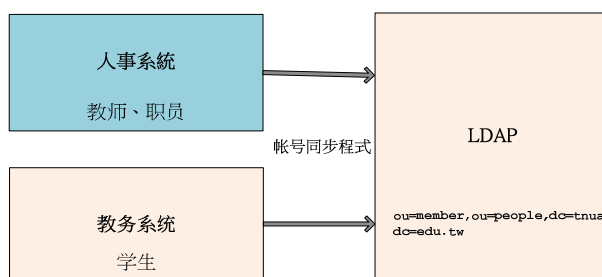 人事系統
教师、职员
帐号同步程式
LDAP
ou=member,ou=people,dc=tnua
dc=edu.tw
教务系统
学生